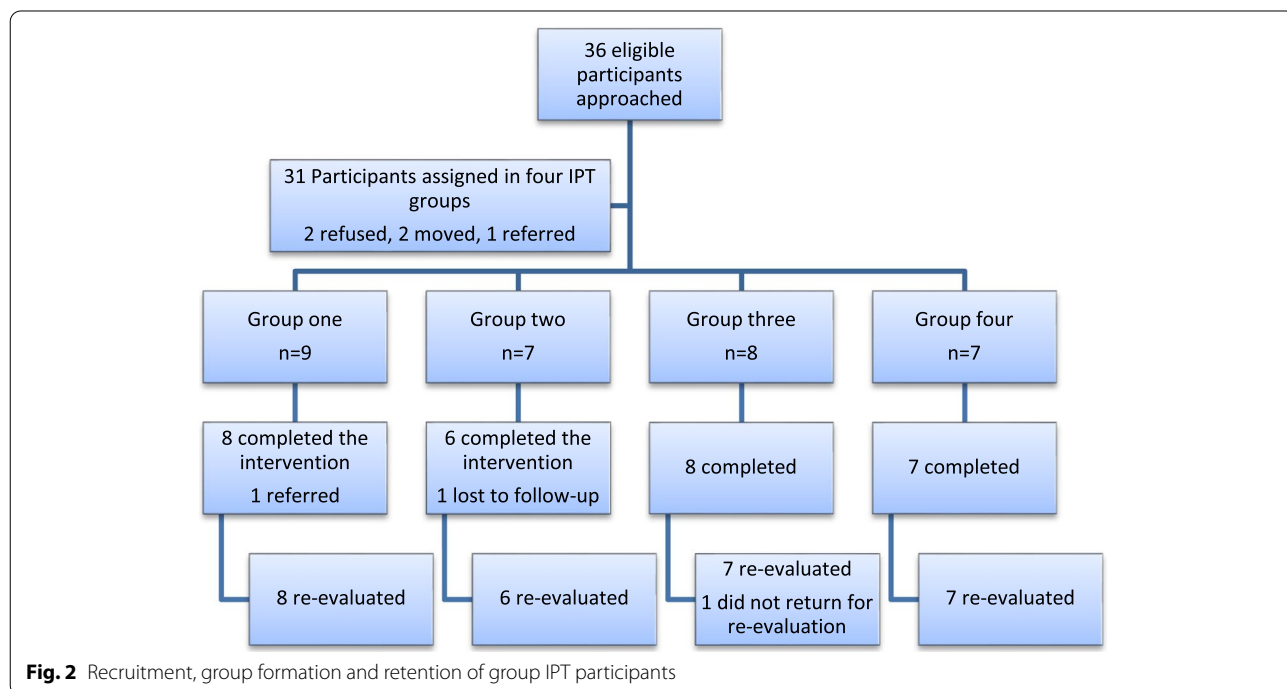 36 eligible
participants
approached
31 Participants assigned in four IPT
groups
2 refused, 2 moved, 1 referred
Group one
n=9
Group two
n=7
Group three
n=8
Group four
n=7
8 completed the
intervention
1 referred
6 completed the
intervention
1 lost to follow-up
8 completed
7 completed
8 re-evaluated
6 re-evaluated
7 re-evaluated
1 did not return for
re-evaluation
7 re-evaluated
Fig. 2 Recruitment, group formation and retention of group IPT participants